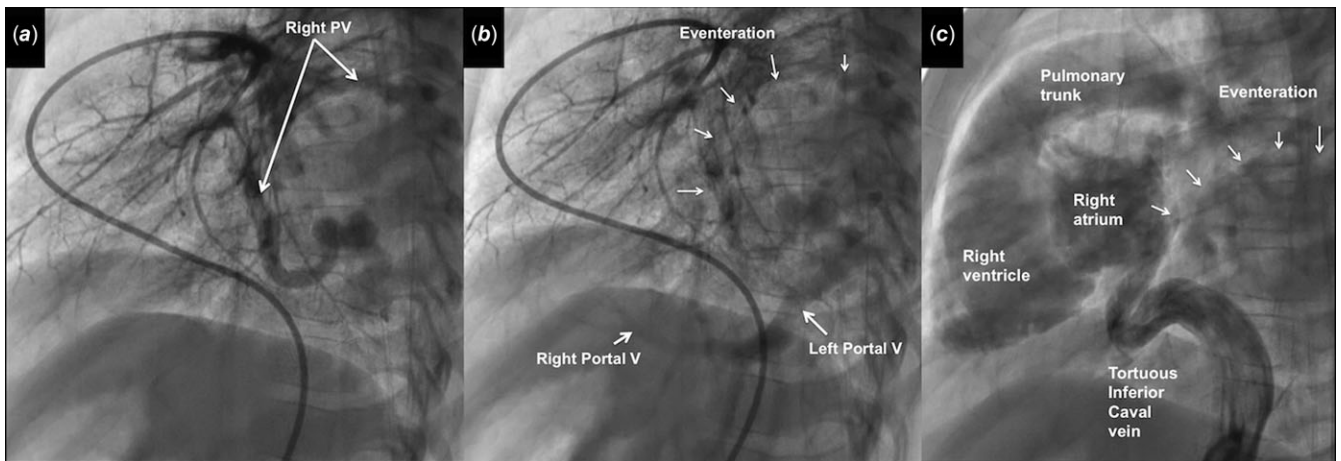 (a)
Right PV
(b)
Eventeration
Right Portal V
Left Portal V
(c)
Pulmonary
trunk
Eventeration
Right
atrium
Right
ventricle
Tortuous
Inferior
Caval
vein